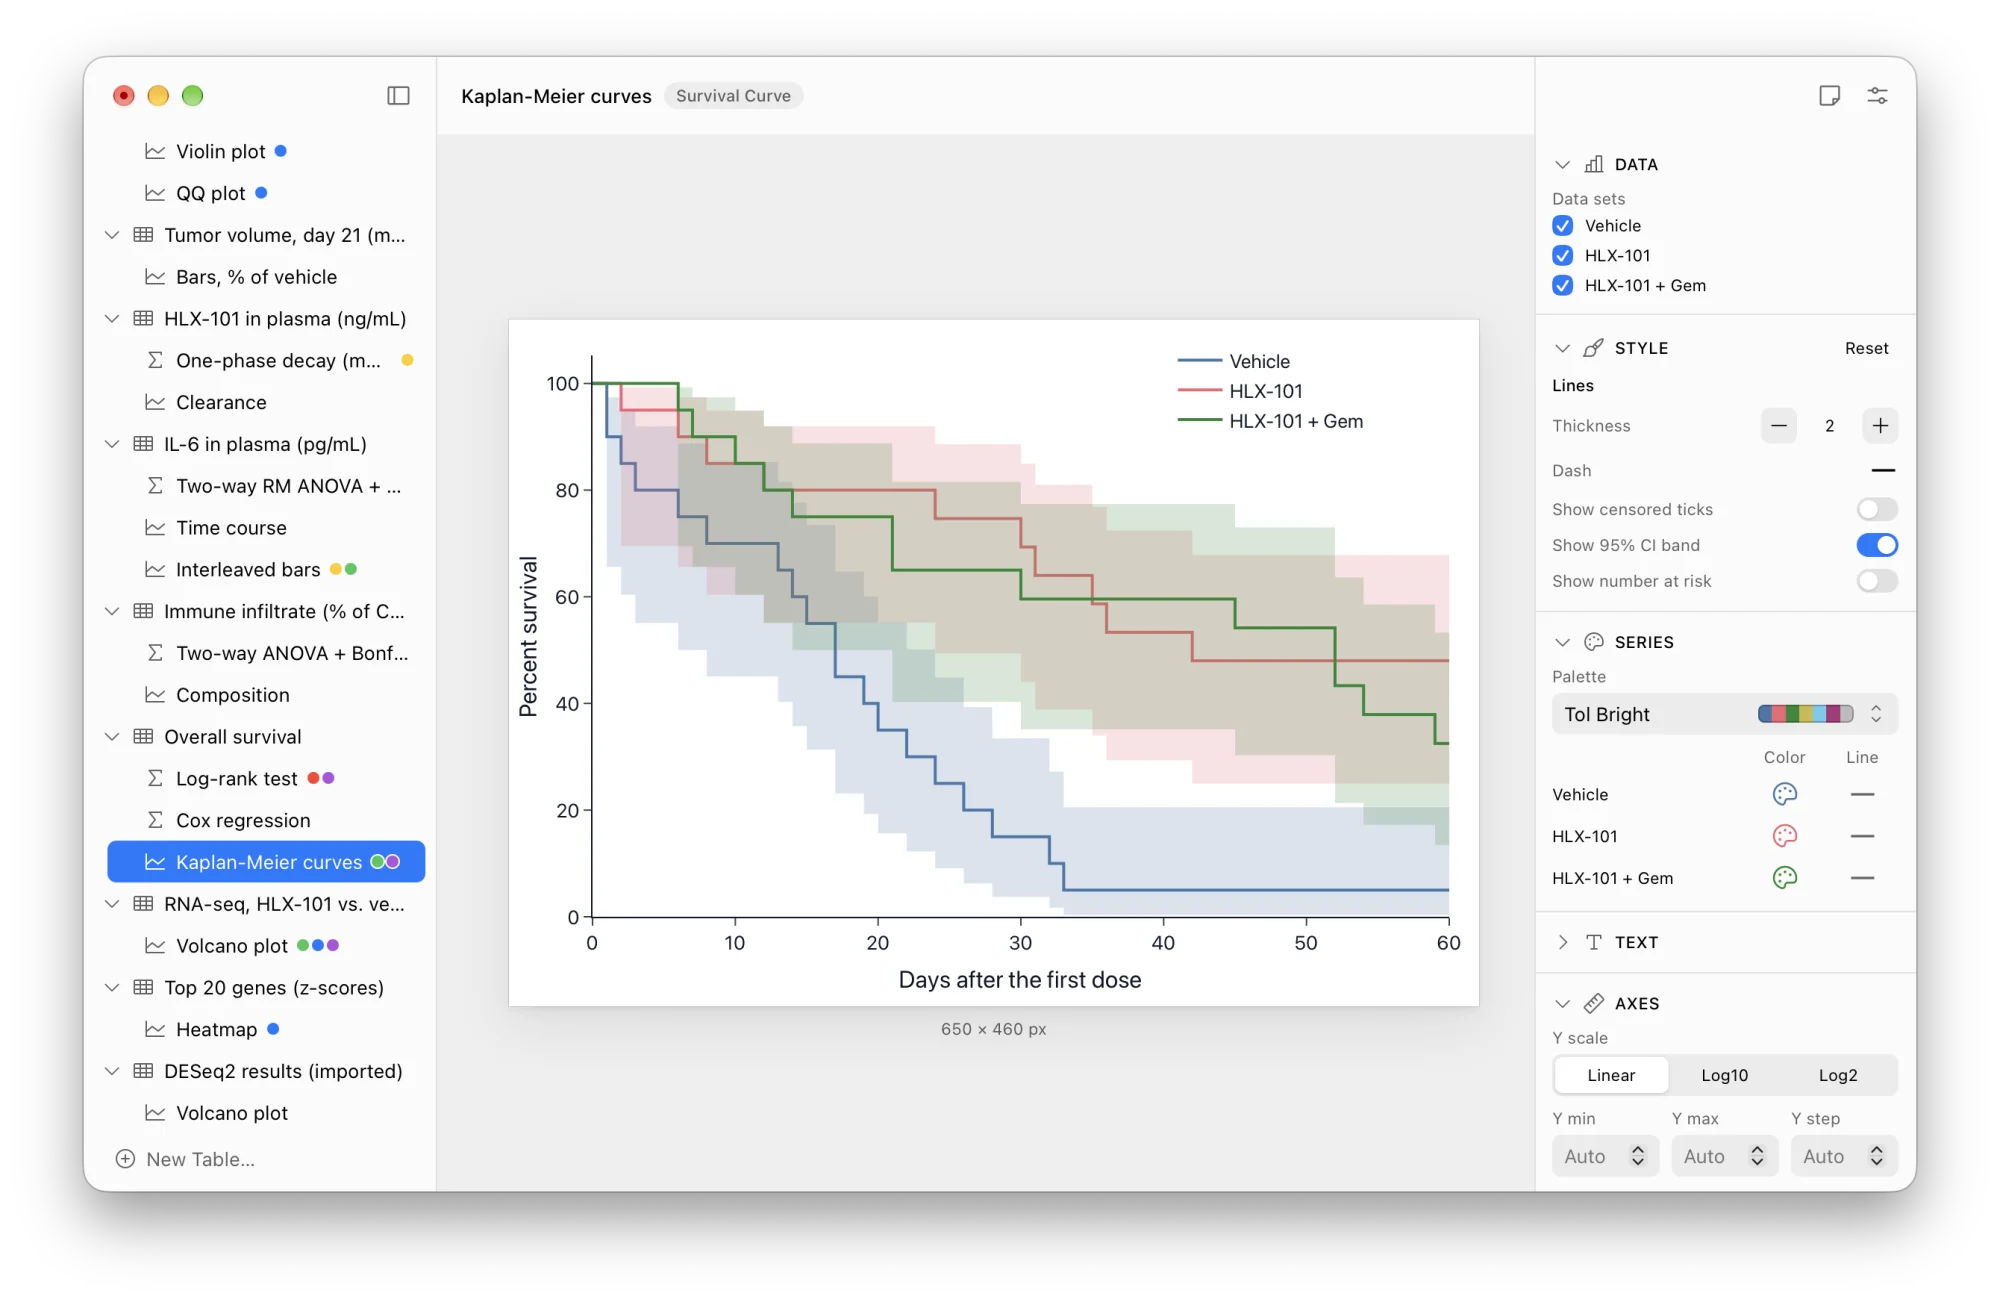 Violin plot
QQ plot
Tumor volume, day 21 (m...
Bars, % of vehicle
HLX-101 in plasma (ng/mL)
One-phase decay (m...
Clearance
IL-6 in plasma (pg/mL)
Two-way RM ANOVA + ...
Time course
Interleaved bars
Immune infiltrate (% of C...
Two-way ANOVA + Bonf...
Composition
Overall survival
Log-rank test
Cox regression
Kaplan-Meier curves
RNA-seq, HLX-101 vs. ve...
Volcano plot
Top 20 genes (z-scores)
Heatmap
DESeq2 results (imported)
Volcano plot
New Table...
Kaplan-Meier curves Survival Curve
Vehicle
HLX-101
HLX-101 + Gem
Percent survival
100
80
60
40
20
0
0 10 20 30 40 50 60
Days after the first dose
650 × 460 px
DATA
Data sets
Vehicle
HLX-101
HLX-101 + Gem
STYLE Reset
Lines
Thickness 2
Dash
Show censored ticks
Show 95% CI band
Show number at risk
SERIES
Palette
Tol Bright
Color Line
Vehicle
HLX-101
HLX-101 + Gem
TEXT
AXES
Y scale
Linear Log10 Log2
Y min Y max Y step
Auto Auto Auto